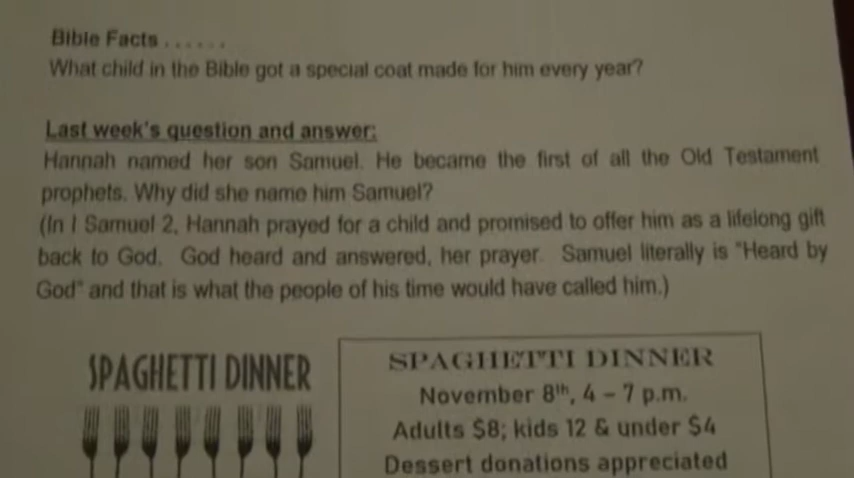 Bible Facts . . . . . .
What child in the Bible got a special coat made for him every year?
Last week's question and answer:
Hannah named her son Samuel. He became the first of all the Old Testament
prophets. Why did she name him Samuel?
(In I Samuel 2, Hannah prayed for a child and promised to offer him as a lifelong gift
back to God. God heard and answered, her prayer. Samuel literally is "Heard by
God" and that is what the people of his time would have called him.)
SPAGHETTI DINNER
SPAGHETTI DINNER
November 8th, 4 – 7 p.m.
Adults $8; kids 12 & under $4
Dessert donations appreciated